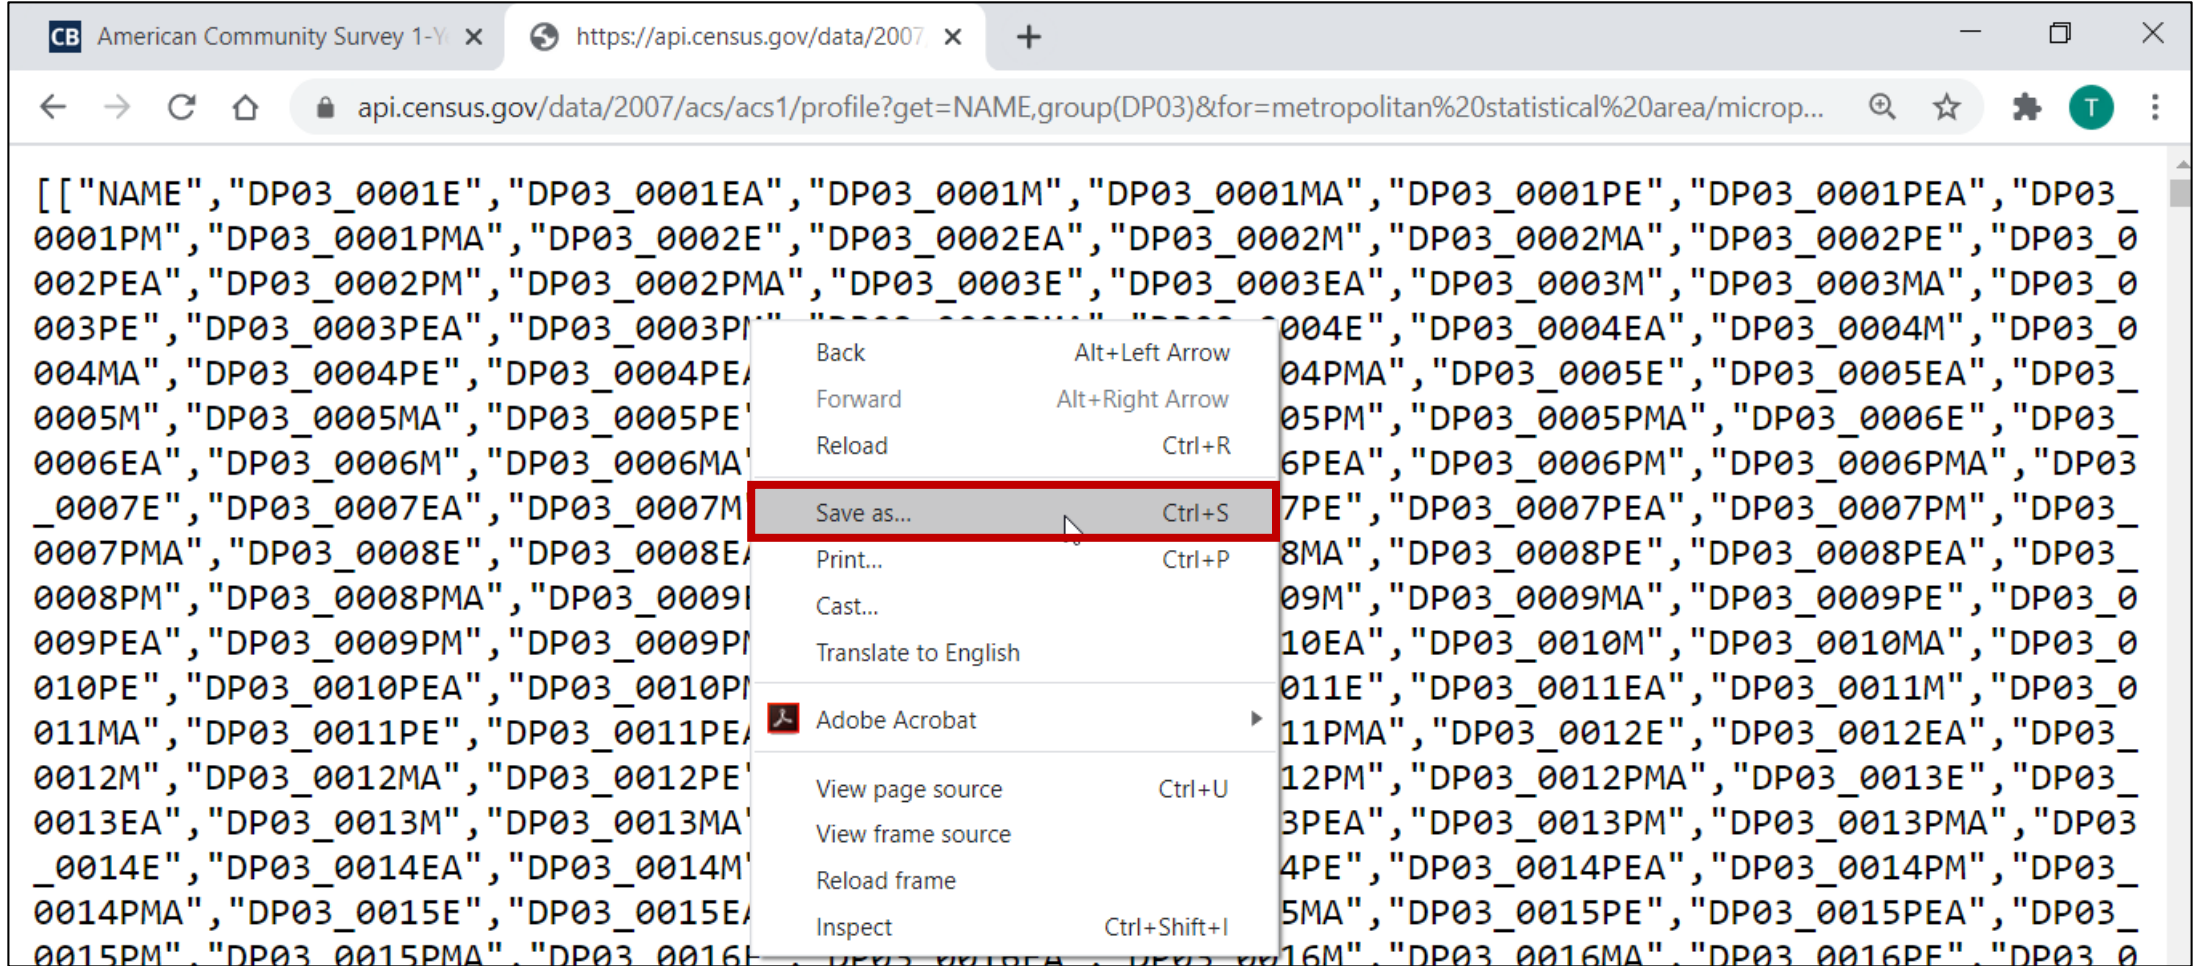 CB American Community Survey 1-Y
https://api.census.gov/data/2007
api.census.gov/data/2007/acs/acs1/profile?get=NAME,group(DP03)&for=metropolitan%20statistical%20area/microp...
T
[["NAME","DP03_0001E","DP03_0001EA","DP03_0001M","DP03_0001MA","DP03_0001PE","DP03_0001PEA","DP03_
0001PM","DP03_0001PMA","DP03_0002E","DP03_0002EA","DP03_0002M","DP03_0002MA","DP03_0002PE","DP03_0
002PEA","DP03_0002PM","DP03_0002PMA","DP03_0003E","DP03_0003EA","DP03_0003M","DP03_0003MA","DP03_0
003PE","DP03_0003PEA","DP03_0003P 004E","DP03_0004EA","DP03_0004M","DP03_0
004MA","DP03_0004PE","DP03_0004PE 04PMA","DP03_0005E","DP03_0005EA","DP03_
0005M","DP03_0005MA","DP03_0005PE 05PM","DP03_0005PMA","DP03_0006E","DP03_
0006EA","DP03_0006M","DP03_0006MA 6PEA","DP03_0006PM","DP03_0006PMA","DP03
_0007E","DP03_0007EA","DP03_0007M 7PE","DP03_0007PEA","DP03_0007PM","DP03_
0007PMA","DP03_0008E","DP03_0008E 8MA","DP03_0008PE","DP03_0008PEA","DP03_
0008PM","DP03_0008PMA","DP03_0009 09M","DP03_0009MA","DP03_0009PE","DP03_0
009PEA","DP03_0009PM","DP03_0009P 10EA","DP03_0010M","DP03_0010MA","DP03_0
010PE","DP03_0010PEA","DP03_0010P 011E","DP03_0011EA","DP03_0011M","DP03_0
011MA","DP03_0011PE","DP03_0011PE 11PMA","DP03_0012E","DP03_0012EA","DP03_
0012M","DP03_0012MA","DP03_0012PE 12PM","DP03_0012PMA","DP03_0013E","DP03_
0013EA","DP03_0013M","DP03_0013MA 3PEA","DP03_0013PM","DP03_0013PMA","DP03
_0014E","DP03_0014EA","DP03_0014M 4PE","DP03_0014PEA","DP03_0014PM","DP03_
0014PMA","DP03_0015E","DP03_0015E 5MA","DP03_0015PE","DP03_0015PEA","DP03_
0015PM","DP03_0015PMA","DP03_0016E","DP03_0016EA","DP03_0016M","DP03_0016MA","DP03_0016PE","DP03_0
Back Alt+Left Arrow
Forward Alt+Right Arrow
Reload Ctrl+R
Save as... Ctrl+S
Print... Ctrl+P
Cast...
Translate to English
Adobe Acrobat
View page source Ctrl+U
View frame source
Reload frame
Inspect Ctrl+Shift+I